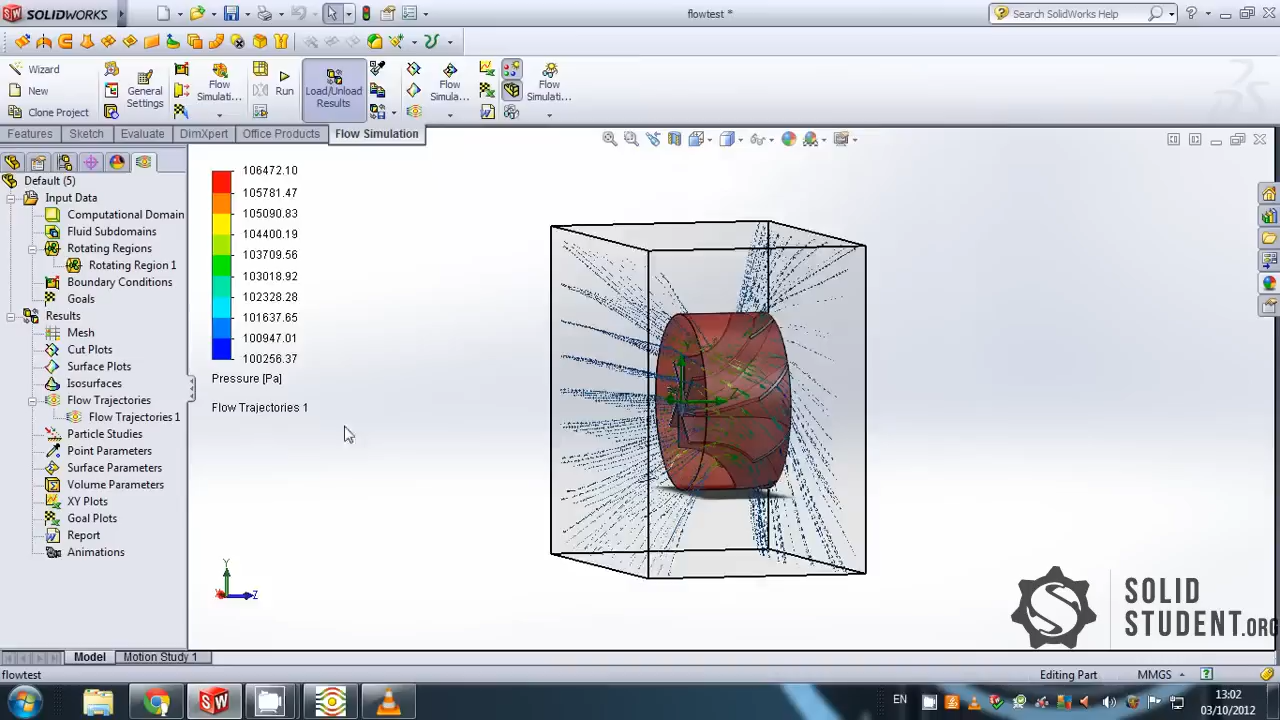 SOLIDWORKS
flowtest *
Search SolidWorks Help
Wizard
New
Clone Project
General
Settings
Flow
Simulati...
Run
Load/Unload
Results
Flow
Simula...
Flow
Simulati...
Features
Sketch
Evaluate
DimXpert
Office Products
Flow Simulation
Default (5)
Input Data
Computational Domain
Fluid Subdomains
Rotating Regions
Rotating Region 1
Boundary Conditions
Goals
Results
Mesh
Cut Plots
Surface Plots
Isosurfaces
Flow Trajectories
Flow Trajectories 1
Particle Studies
Point Parameters
Surface Parameters
Volume Parameters
XY Plots
Goal Plots
Report
Animations
106472.10
105781.47
105090.83
104400.19
103709.56
103018.92
102328.28
101637.65
100947.01
100256.37
Pressure [Pa]
Flow Trajectories 1
Y
Z
SOLID
STUDENT.ORG
Model
Motion Study 1
flowtest
Editing Part
MMGS
EN
13:02
03/10/2012